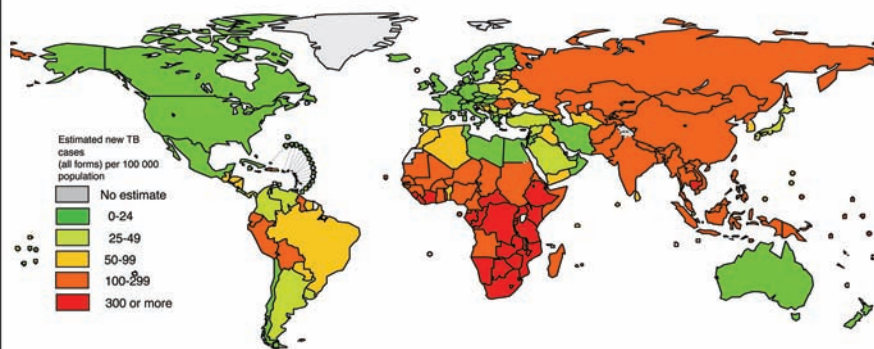 Estimated new TB
cases
(all forms) per 100 000
population
No estimate
0-24
25-49
50-99
100-299
300 or more